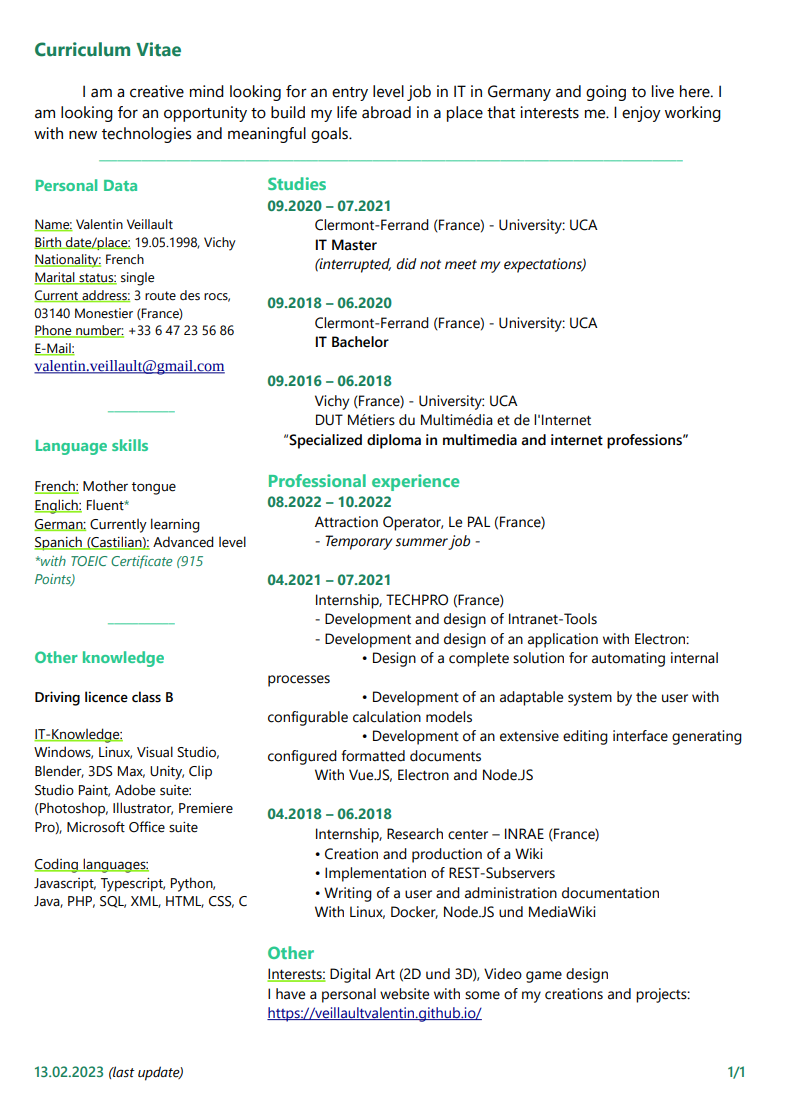 Curriculum Vitae
I am a creative mind looking for an entry level job in IT in Germany and going to live here. I
am looking for an opportunity to build my life abroad in a place that interests me. I enjoy working
with new technologies and meaningful goals.
Personal Data
Name: Valentin Veillault
Birth date/place: 19.05.1998, Vichy
Nationality: French
Marital status: single
Current address: 3 route des rocs,
03140 Monestier (France)
Phone number: +33 6 47 23 56 86
E-Mail:
valentin.veillault@gmail.com
Language skills
French: Mother tongue
Englich: Fluent*
German: Currently learning
Spanich (Castilian): Advanced level
*with TOEIC Certificate (915
Points)
Other knowledge
Driving licence class B
IT-Knowledge:
Windows, Linux, Visual Studio,
Blender, 3DS Max, Unity, Clip
Studio Paint, Adobe suite:
(Photoshop, Illustrator, Premiere
Pro), Microsoft Office suite
Coding languages:
Javascript, Typescript, Python,
Java, PHP, SQL, XML, HTML, CSS, C
Studies
09.2020 – 07.2021
Clermont-Ferrand (France) - University: UCA
IT Master
(interrupted, did not meet my expectations)
09.2018 – 06.2020
Clermont-Ferrand (France) - University: UCA
IT Bachelor
09.2016 – 06.2018
Vichy (France) - University: UCA
DUT Métiers du Multimédia et de l'Internet
“Specialized diploma in multimedia and internet professions”
Professional experience
08.2022 – 10.2022
Attraction Operator, Le PAL (France)
- Temporary summer job -
04.2021 – 07.2021
Internship, TECHPRO (France)
- Development and design of Intranet-Tools
- Development and design of an application with Electron:
• Design of a complete solution for automating internal
processes
• Development of an adaptable system by the user with
configurable calculation models
• Development of an extensive editing interface generating
configured formatted documents
With Vue.JS, Electron and Node.JS
04.2018 – 06.2018
Internship, Research center – INRAE (France)
• Creation and production of a Wiki
• Implementation of REST-Subservers
• Writing of a user and administration documentation
With Linux, Docker, Node.JS und MediaWiki
Other
Interests: Digital Art (2D und 3D), Video game design
I have a personal website with some of my creations and projects:
https://veillaultvalentin.github.io/
13.02.2023 (last update)
1/1